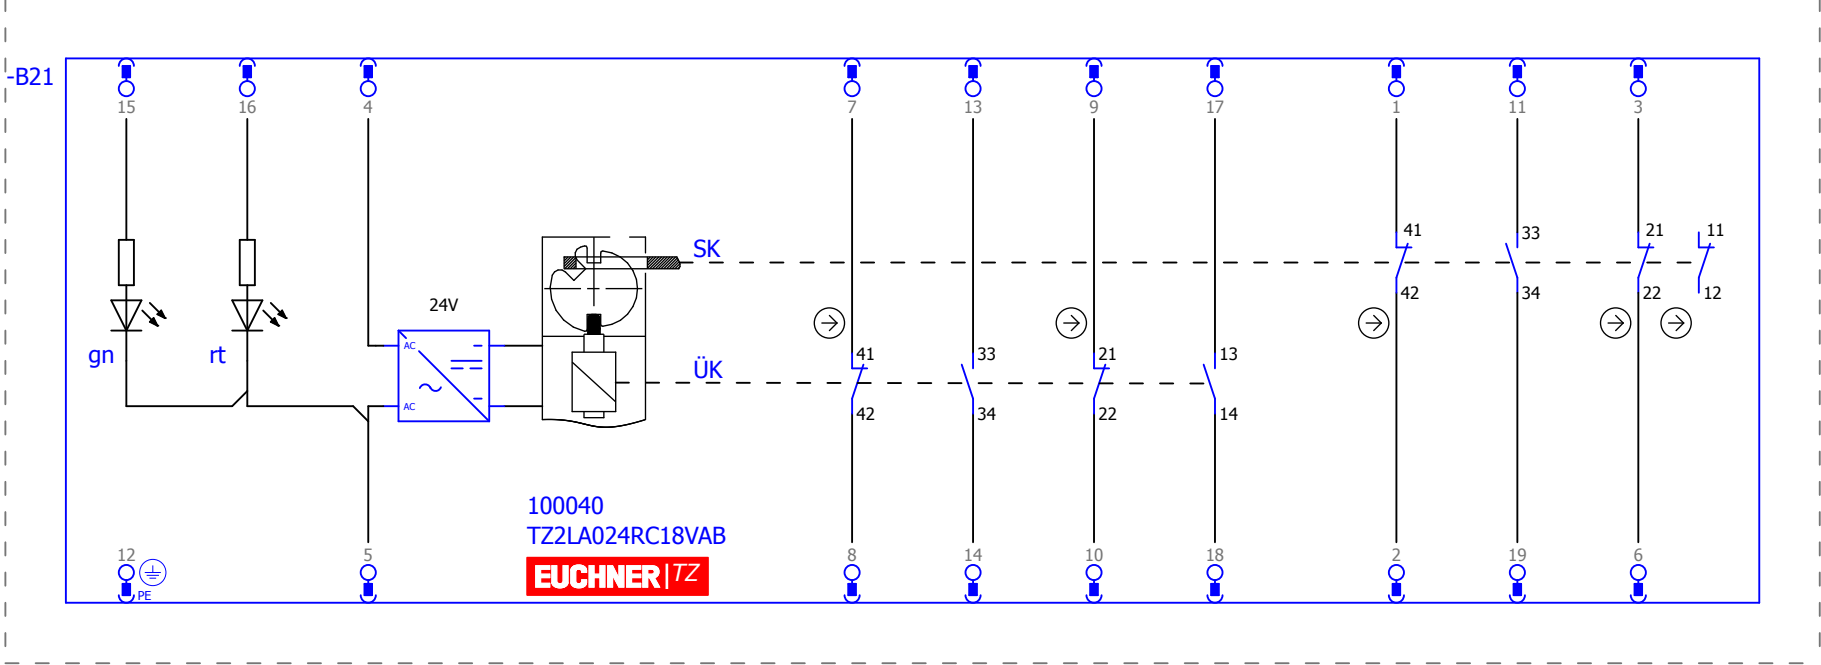 -B21
15 16 4 7 13 9 17 1 11 3
41 33 21 11
SK
42 34 22 12
24V
gn rt
AC
AC
41 33 21 13
ÜK
42 34 22 14
100040
TZ2LA024RC18VAB
EUCHNER|TZ
12 5 8 14 10 18 2 19 6
PE